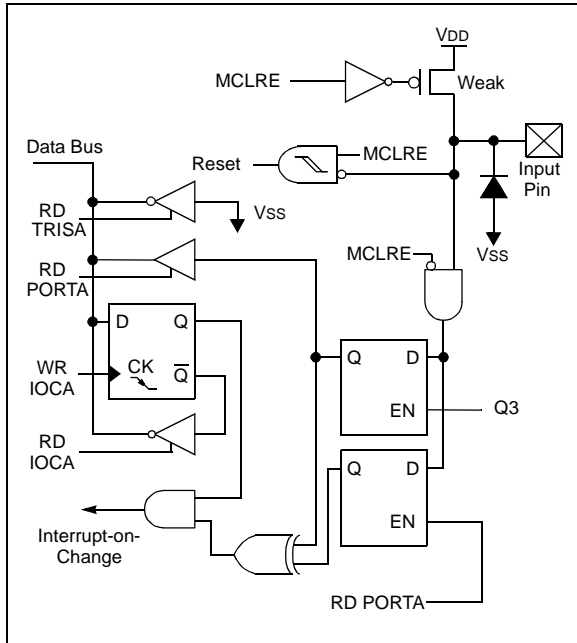 VDD
MCLRE
Weak
Data Bus
Reset
MCLRE
Input
Pin
RD
TRISA
VSS
VSS
RD
PORTA
MCLRE
D
Q
Q
D
WR
IOCA
CK
Q̅
EN
Q3
RD
IOCA
Q
D
EN
Interrupt-on-
Change
RD PORTA